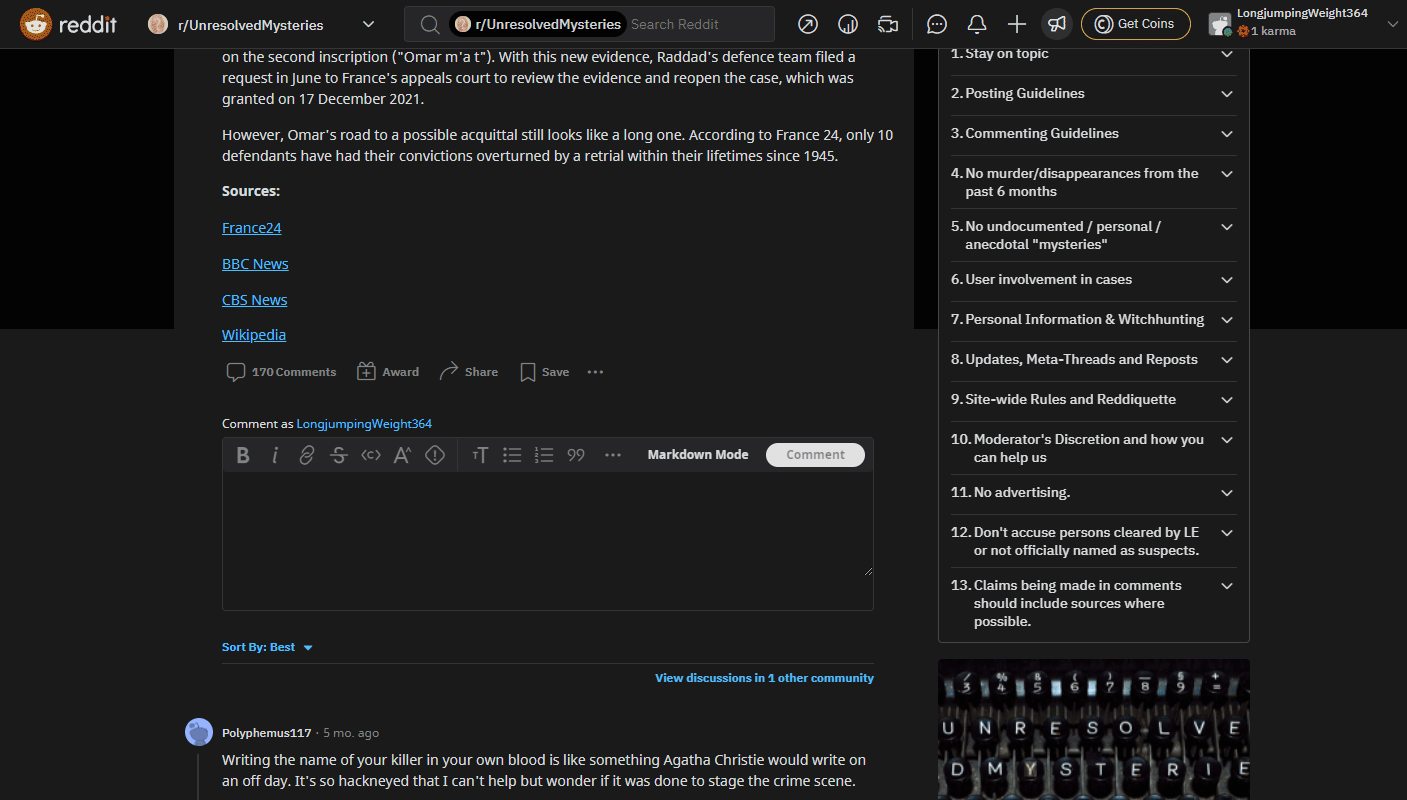 reddit
r/UnresolvedMysteries
r/UnresolvedMysteries Search Reddit
Get Coins
LongjumpingWeight364
1 karma
on the second inscription ("Omar m'a t"). With this new evidence, Raddad's defence team filed a
request in June to France's appeals court to review the evidence and reopen the case, which was
granted on 17 December 2021.
However, Omar's road to a possible acquittal still looks like a long one. According to France 24, only 10
defendants have had their convictions overturned by a retrial within their lifetimes since 1945.
Sources:
France24
BBC News
CBS News
Wikipedia
170 Comments
Award
Share
Save
Comment as LongjumpingWeight364
Markdown Mode
Comment
Sort By: Best
View discussions in 1 other community
Polyphemus117 · 5 mo. ago
Writing the name of your killer in your own blood is like something Agatha Christie would write on
an off day. It's so hackneyed that I can't help but wonder if it was done to stage the crime scene.
1. Stay on topic
2. Posting Guidelines
3. Commenting Guidelines
4. No murder/disappearances from the
past 6 months
5. No undocumented / personal /
anecdotal "mysteries"
6. User involvement in cases
7. Personal Information & Witchhunting
8. Updates, Meta-Threads and Reposts
9. Site-wide Rules and Reddiquette
10. Moderator's Discretion and how you
can help us
11. No advertising.
12. Don't accuse persons cleared by LE
or not officially named as suspects.
13. Claims being made in comments
should include sources where
possible.
/ 3 % 4 & 5 ( 6 ) 7 _ 8 § 9 + =
U N R E S O L V E
D M Y S T E R I E